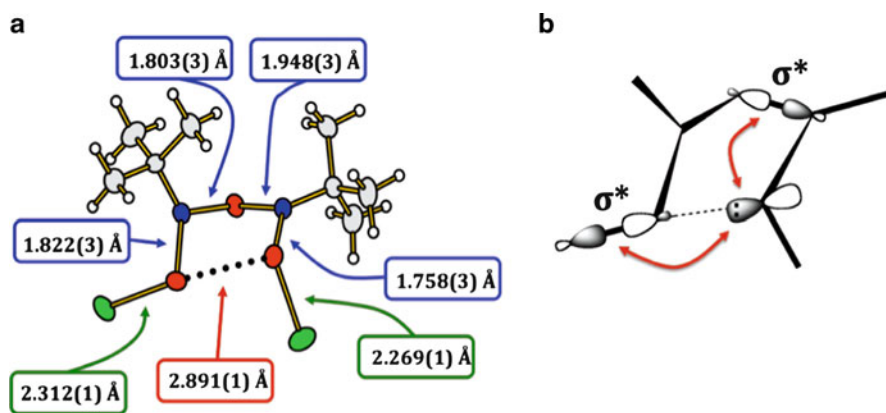 a
b
1.803(3) Å
1.948(3) Å
σ*
σ*
1.822(3) Å
1.758(3) Å
2.312(1) Å
2.891(1) Å
2.269(1) Å